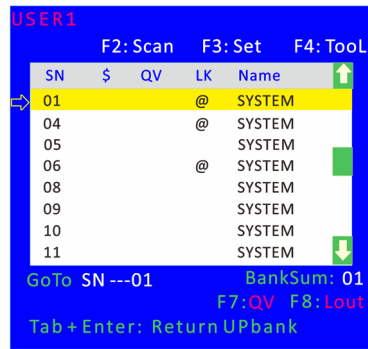 USER1
F2: Scan F3: Set F4: TooL
SN $ QV LK Name
01 @ SYSTEM
04 @ SYSTEM
05 SYSTEM
06 @ SYSTEM
08 SYSTEM
09 SYSTEM
10 SYSTEM
11 SYSTEM
GoTo SN ---01 BankSum: 01
F7:QV F8:Lout
Tab+Enter: Return UPbank